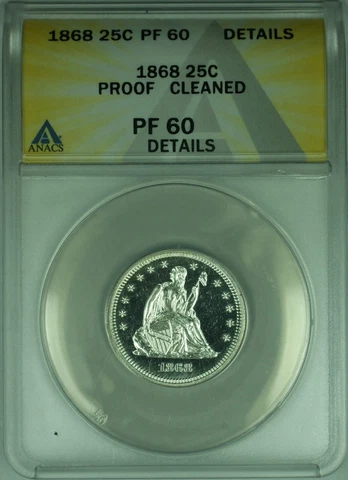 1868 25C PF 60 DETAILS
1868 25C
PROOF CLEANED
ANACS
PF 60
DETAILS
1868